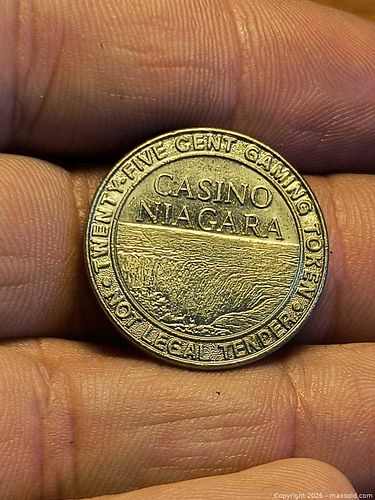 • TWENTY-FIVE CENT GAMING TOKEN •
CASINO
NIAGARA
NOT LEGAL TENDER
Copyright 2026 - maxsold.com